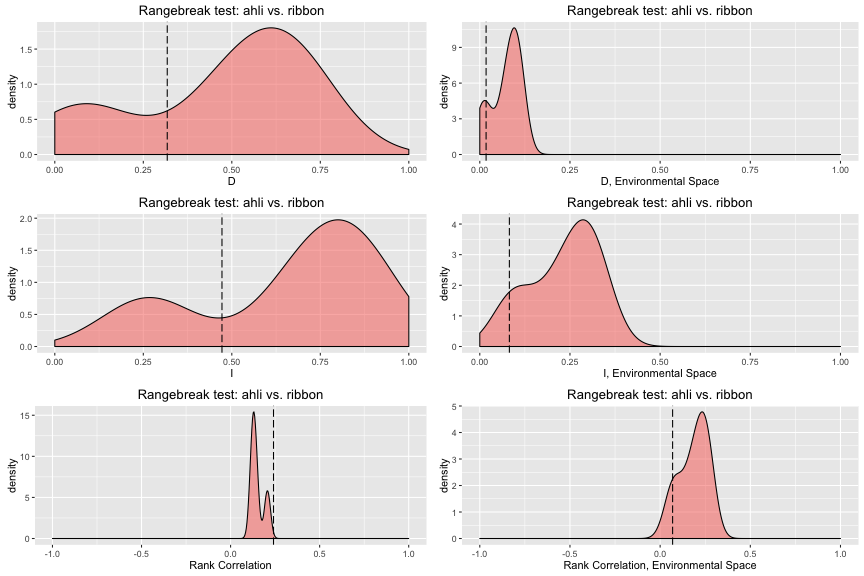 Rangebreak test: ahli vs. ribbon
density
1.5
1.0
0.5
0.0
0.00 0.25 0.50 0.75 1.00
D
Rangebreak test: ahli vs. ribbon
density
9
6
3
0
0.00 0.25 0.50 0.75 1.00
D, Environmental Space
Rangebreak test: ahli vs. ribbon
density
2.0
1.5
1.0
0.5
0.0
0.00 0.25 0.50 0.75 1.00
I
Rangebreak test: ahli vs. ribbon
density
4
3
2
1
0
0.00 0.25 0.50 0.75 1.00
I, Environmental Space
Rangebreak test: ahli vs. ribbon
density
15
10
5
0
-1.0 -0.5 0.0 0.5 1.0
Rank Correlation
Rangebreak test: ahli vs. ribbon
density
5
4
3
2
1
0
-1.0 -0.5 0.0 0.5 1.0
Rank Correlation, Environmental Space